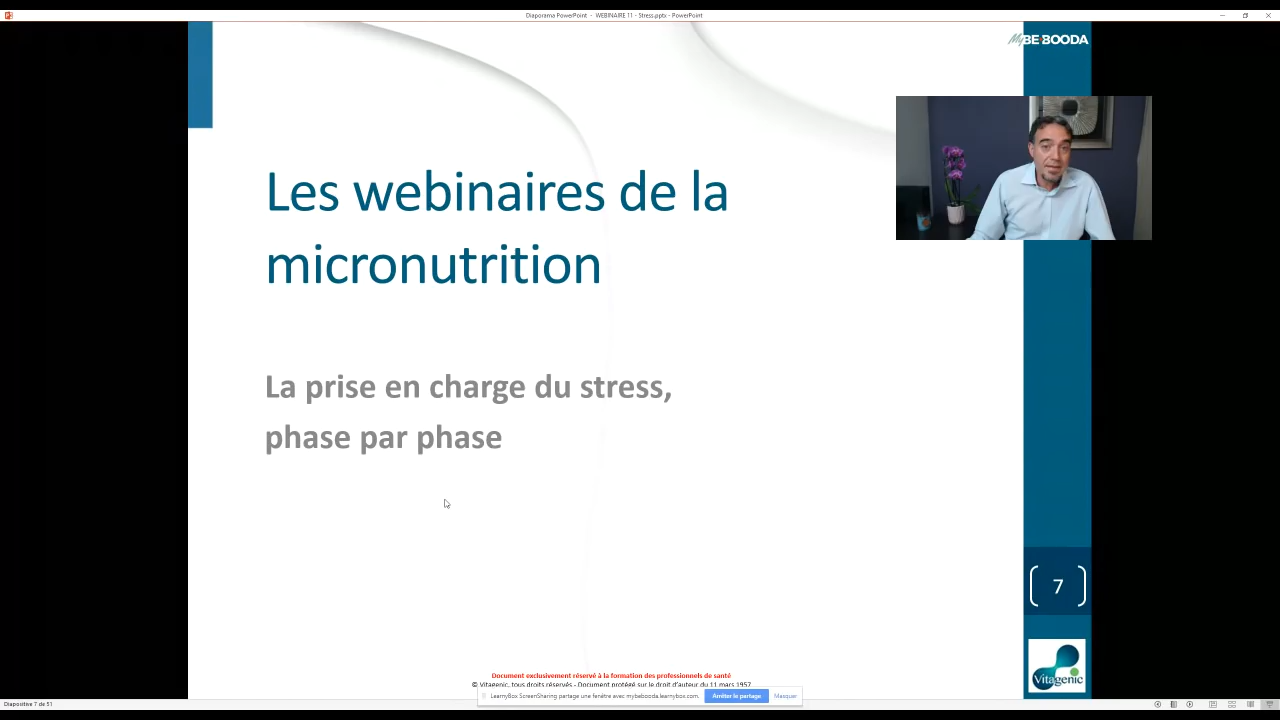 Diaporama PowerPoint - WEBINAIRE 11 - Stress.pptx - PowerPoint
MyBE-BOODA
Les webinaires de la
micronutrition
La prise en charge du stress,
phase par phase
7
Vitagenic
Document exclusivement réservé à la formation des professionnels de santé
© Vitagenic, tous droits réservés - Document protégé sur le droit d'auteur du 11 mars 1957
LearnyBox ScreenSharing partage une fenêtre avec mybebooda.learnybox.com.
Arrêter le partage
Masquer
Diapositive 7 de 51